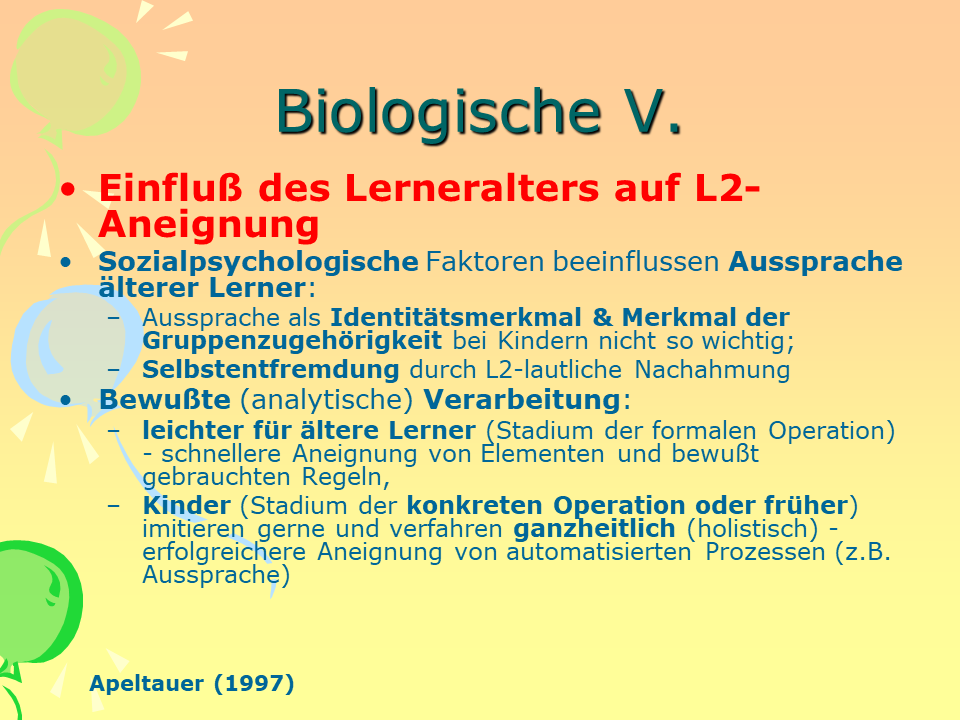 Biologische V.
• Einfluß des Lerneralters auf L2-
Aneignung
• Sozialpsychologische Faktoren beeinflussen Aussprache
älterer Lerner:
– Aussprache als Identitätsmerkmal & Merkmal der
Gruppenzugehörigkeit bei Kindern nicht so wichtig;
– Selbstentfremdung durch L2-lautliche Nachahmung
• Bewußte (analytische) Verarbeitung:
– leichter für ältere Lerner (Stadium der formalen Operation)
- schnellere Aneignung von Elementen und bewußt
gebrauchten Regeln,
– Kinder (Stadium der konkreten Operation oder früher)
imitieren gerne und verfahren ganzheitlich (holistisch) -
erfolgreichere Aneignung von automatisierten Prozessen (z.B.
Aussprache)
Apeltauer (1997)